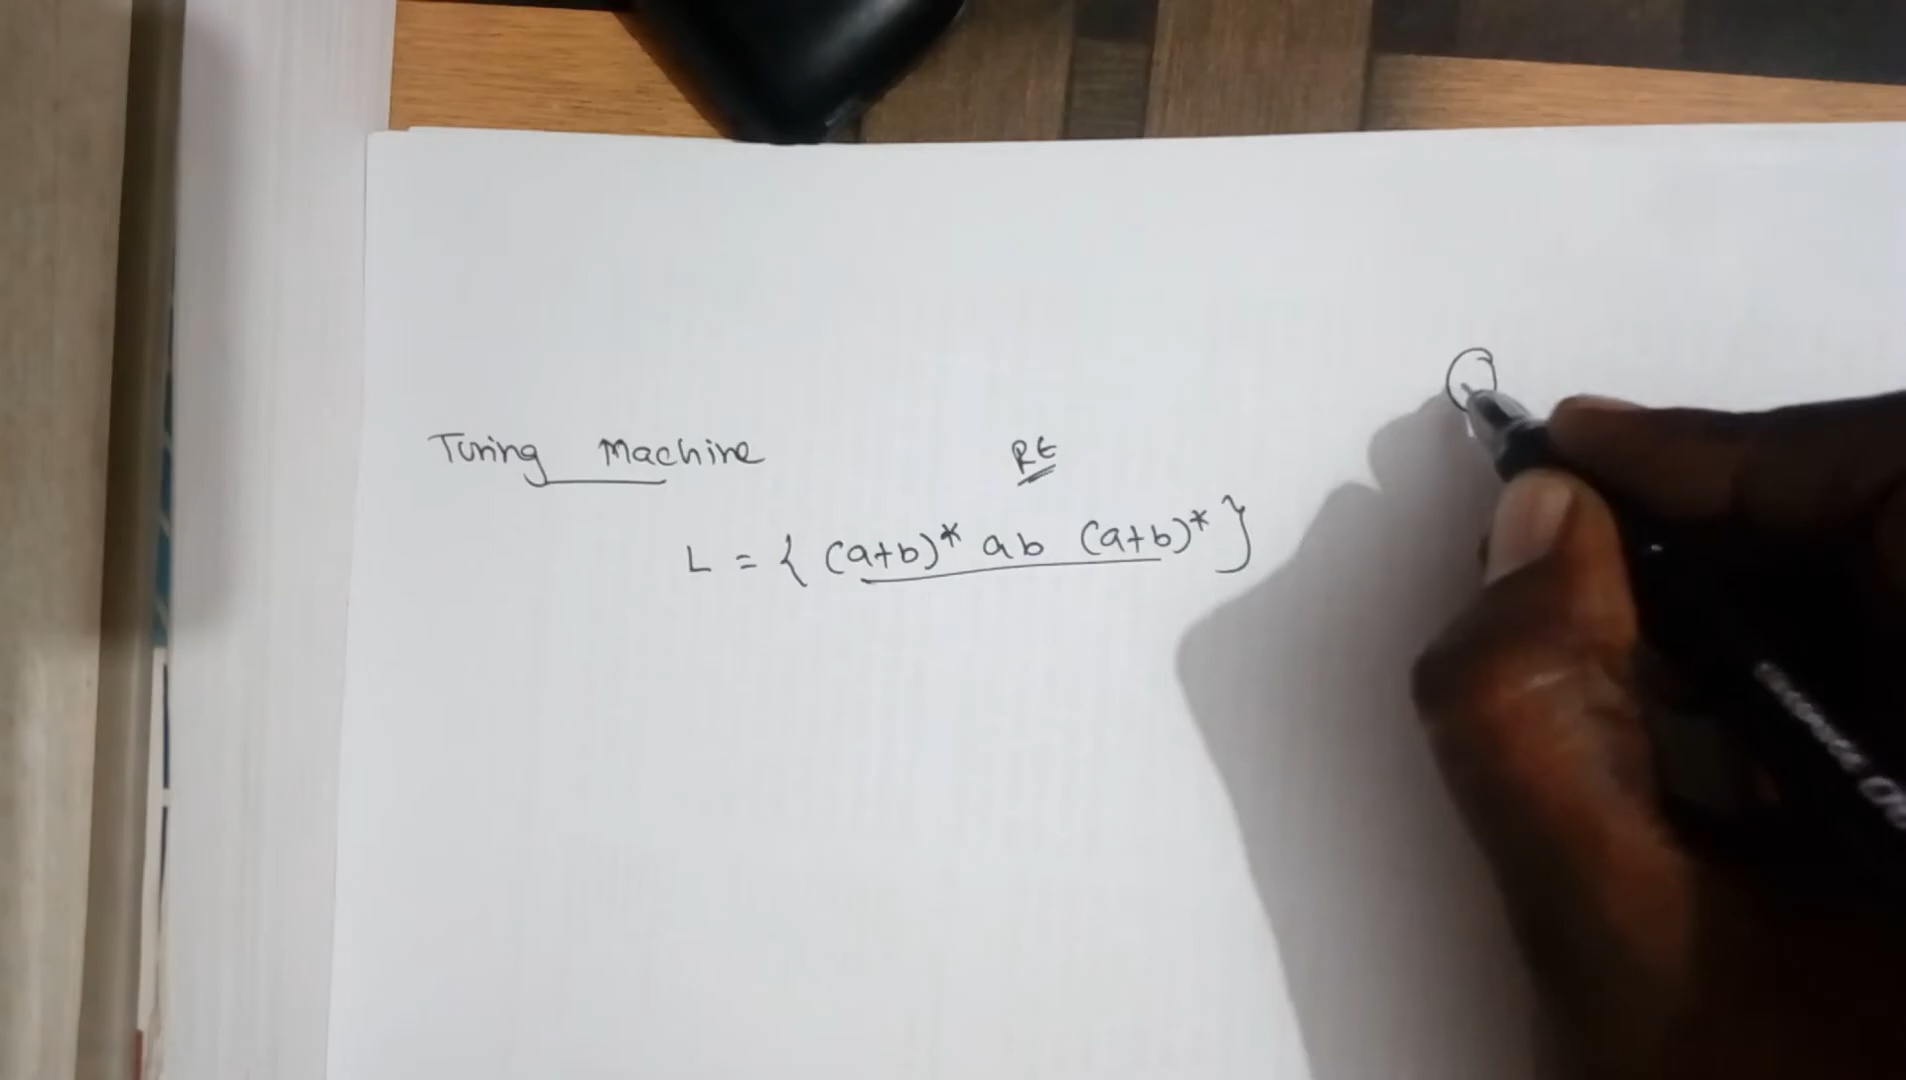 Turing Machine
RE
L = { (a+b)* ab (a+b)* }